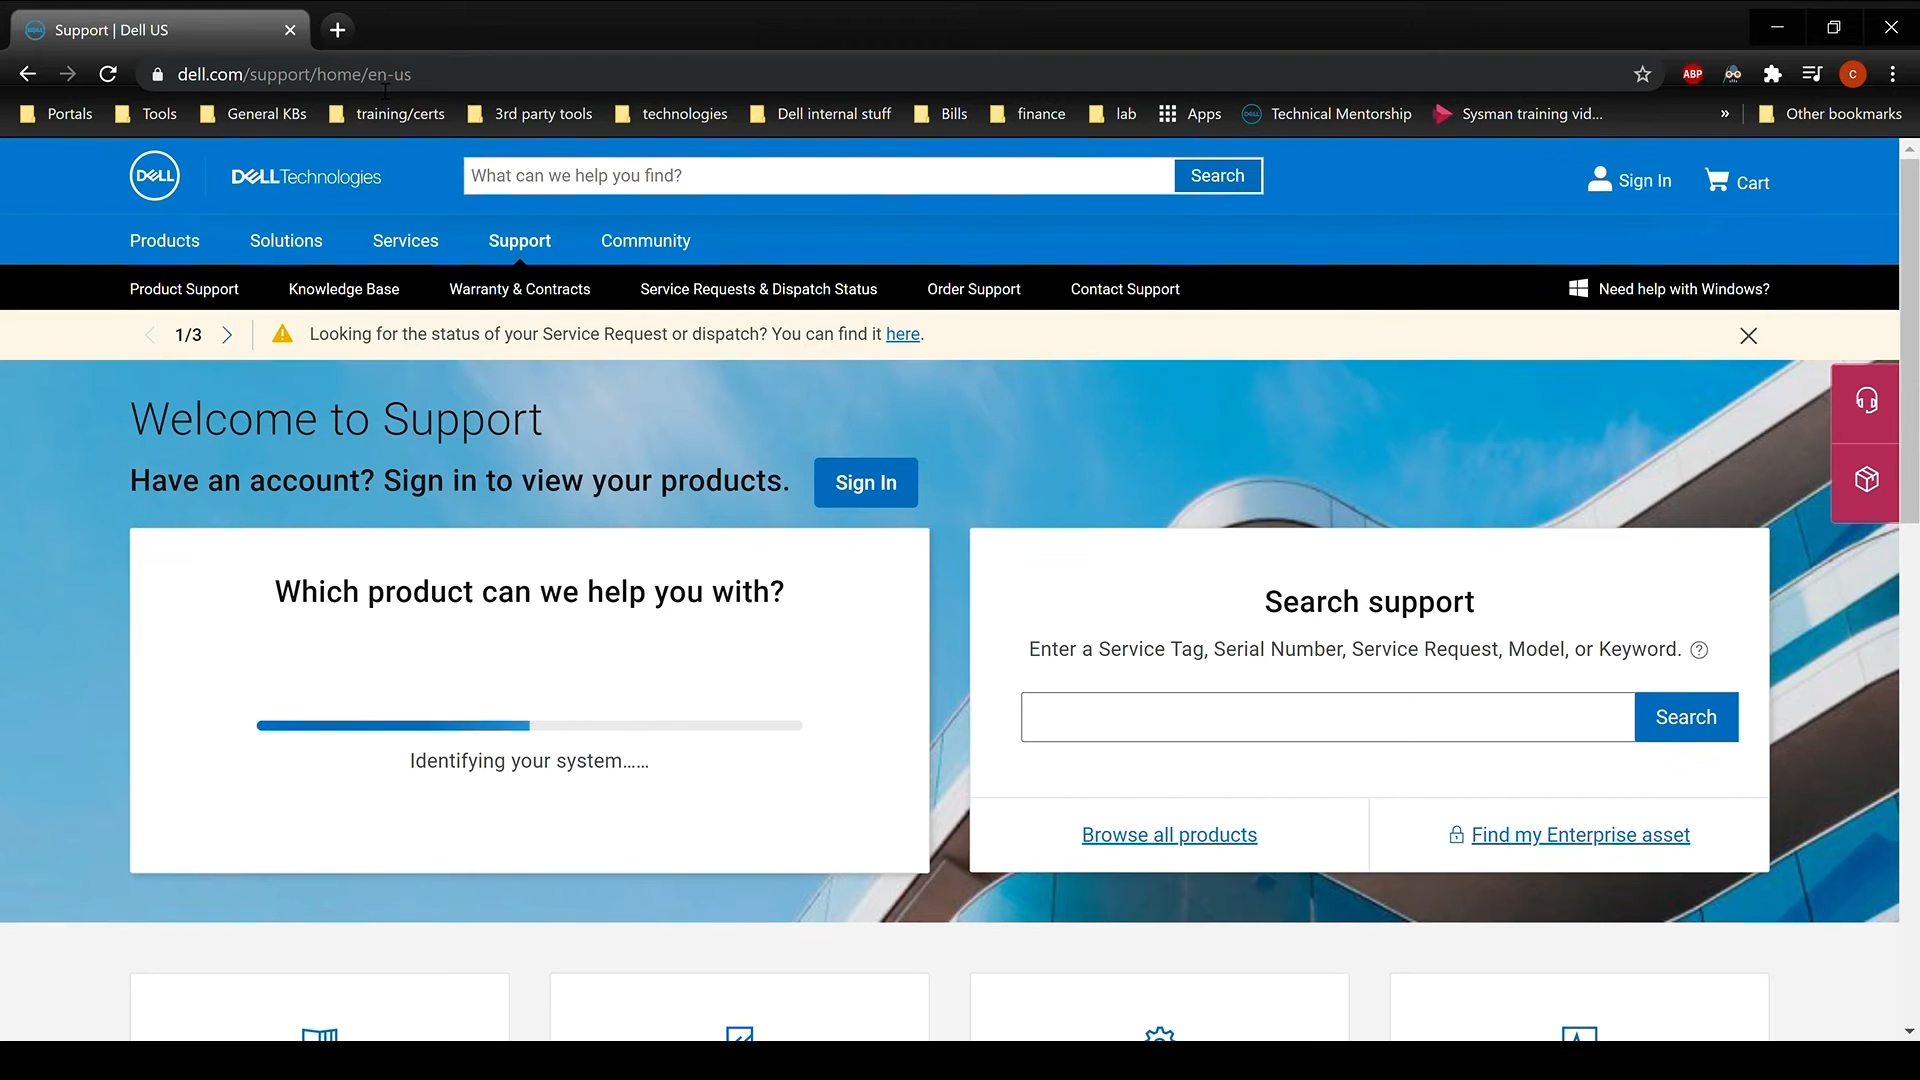 Support | Dell US
dell.com/support/home/en-us
ABP
C
Portals Tools General KBs training/certs 3rd party tools technologies Dell internal stuff Bills finance lab Apps Technical Mentorship Sysman training vid... » Other bookmarks
DELL
DELLTechnologies
What can we help you find?
Search
Sign In
Cart
Products Solutions Services Support Community
Product Support Knowledge Base Warranty & Contracts Service Requests & Dispatch Status Order Support Contact Support Need help with Windows?
1/3 Looking for the status of your Service Request or dispatch? You can find it here.
Welcome to Support
Have an account? Sign in to view your products. Sign In
Which product can we help you with?
Identifying your system......
Search support
Enter a Service Tag, Serial Number, Service Request, Model, or Keyword. ?
Search
Browse all products
Find my Enterprise asset